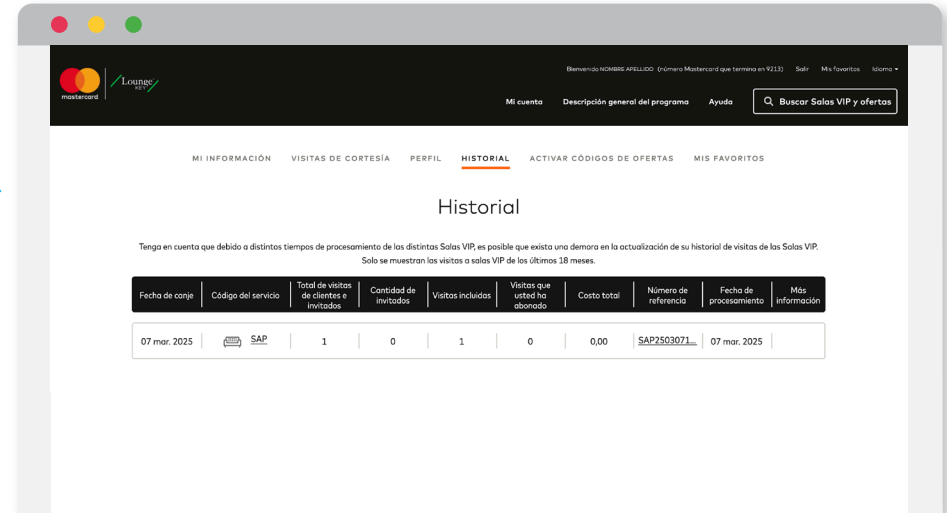 Bienvenido NOMBRE APELLIDO (número Mastercard que termina en 9213) Salir Mis favoritos Idioma
mastercard
Lounge
KEY
Mi cuenta Descripción general del programa Ayuda Buscar Salas VIP y ofertas
MI INFORMACIÓN VISITAS DE CORTESÍA PERFIL HISTORIAL ACTIVAR CÓDIGOS DE OFERTAS MIS FAVORITOS
Historial
Tenga en cuenta que debido a distintos tiempos de procesamiento de las distintas Salas VIP, es posible que exista una demora en la actualización de su historial de visitas de las Salas VIP.
Solo se muestran las visitas a salas VIP de los últimos 18 meses.
Fecha de canje Código del servicio Total de visitas de clientes e invitados Cantidad de invitados Visitas incluidas Visitas que usted ha abonado Costo total Número de referencia Fecha de procesamiento Más información
07 mar. 2025 SAP 1 0 1 0 0,00 SAP2503071... 07 mar. 2025